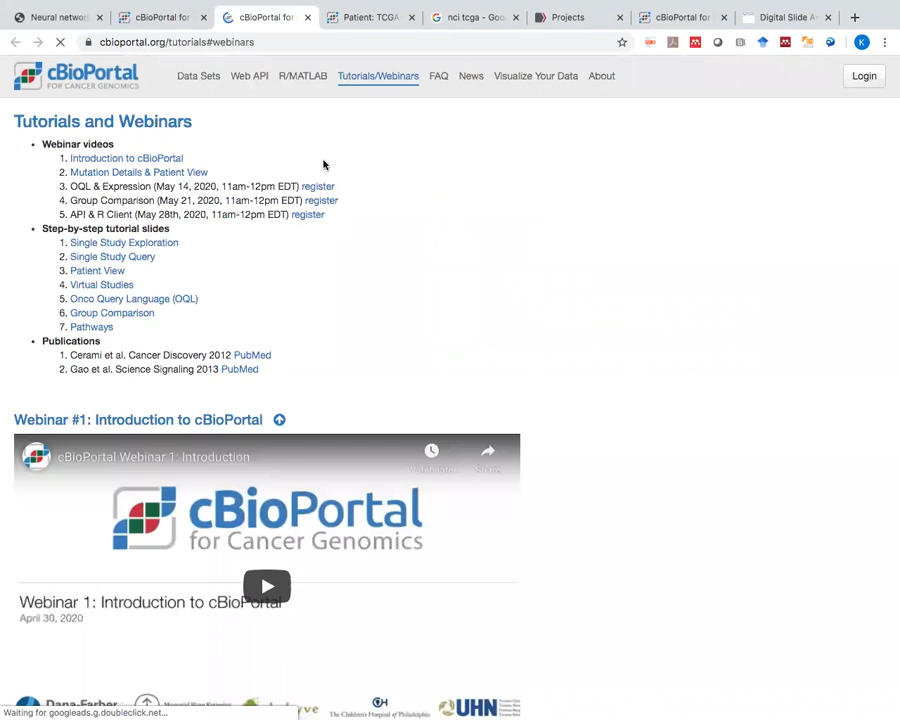 Neural network
cBioPortal for
cBioPortal for
Patient: TCGA
nci tcga - Goo
Projects
cBioPortal for
Digital Slide A
cbioportal.org/tutorials#webinars
K
cBioPortal
FOR CANCER GENOMICS
Data Sets Web API R/MATLAB Tutorials/Webinars FAQ News Visualize Your Data About
Login
Tutorials and Webinars
• Webinar videos
1. Introduction to cBioPortal
2. Mutation Details & Patient View
3. OQL & Expression (May 14, 2020, 11am-12pm EDT) register
4. Group Comparison (May 21, 2020, 11am-12pm EDT) register
5. API & R Client (May 28th, 2020, 11am-12pm EDT) register
• Step-by-step tutorial slides
1. Single Study Exploration
2. Single Study Query
3. Patient View
4. Virtual Studies
5. Onco Query Language (OQL)
6. Group Comparison
7. Pathways
• Publications
1. Cerami et al. Cancer Discovery 2012 PubMed
2. Gao et al. Science Signaling 2013 PubMed
Webinar #1: Introduction to cBioPortal
cBioPortal Webinar 1: Introduction
Share
cBioPortal
for Cancer Genomics
Webinar 1: Introduction to cBioPortal
April 30, 2020
Dana-Farber
The Children's Hospital of Philadelphia
UHN
Waiting for googleads.g.doubleclick.net...